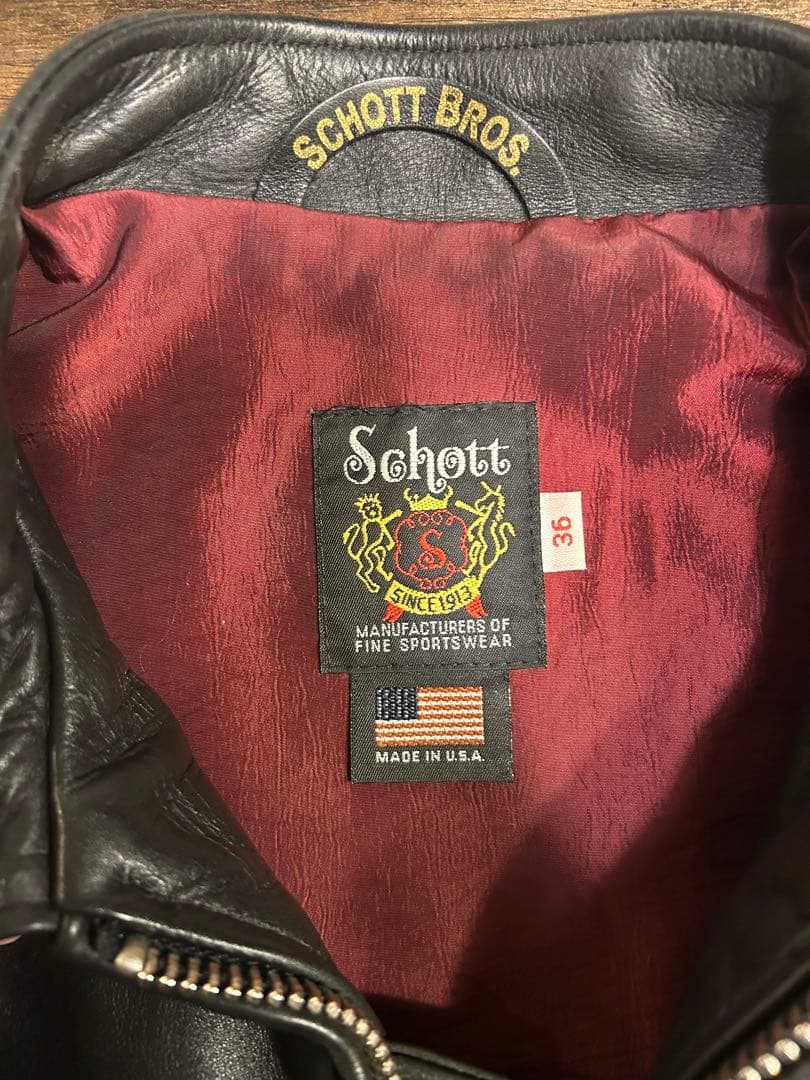 SCHOTT BROS.
Schott
S
SINCE 1913
MANUFACTURERS OF
FINE SPORTSWEAR
36
MADE IN U.S.A.